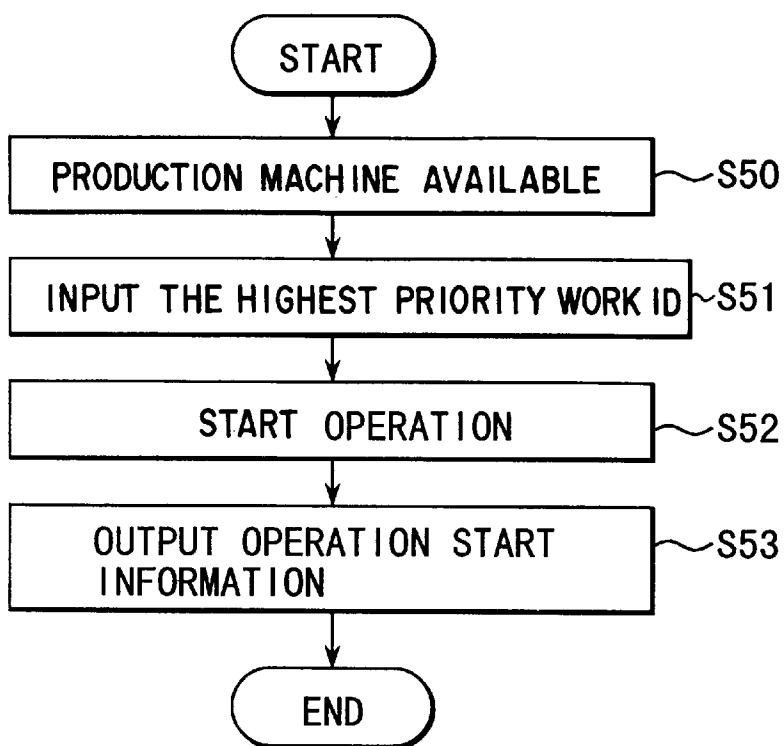 START
PRODUCTION MACHINE AVAILABLE
S50
INPUT THE HIGHEST PRIORITY WORK ID
S51
START OPERATION
S52
OUTPUT OPERATION START
INFORMATION
S53
END